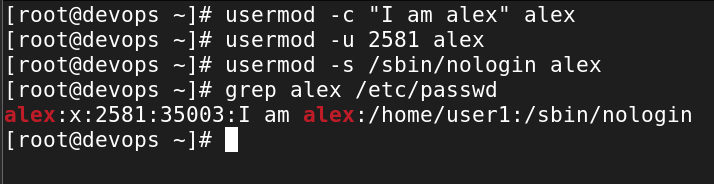 [root@devops ~]# usermod -c "I am alex" alex
[root@devops ~]# usermod -u 2581 alex
[root@devops ~]# usermod -s /sbin/nologin alex
[root@devops ~]# grep alex /etc/passwd
alex:x:2581:35003:I am alex:/home/user1:/sbin/nologin
[root@devops ~]#